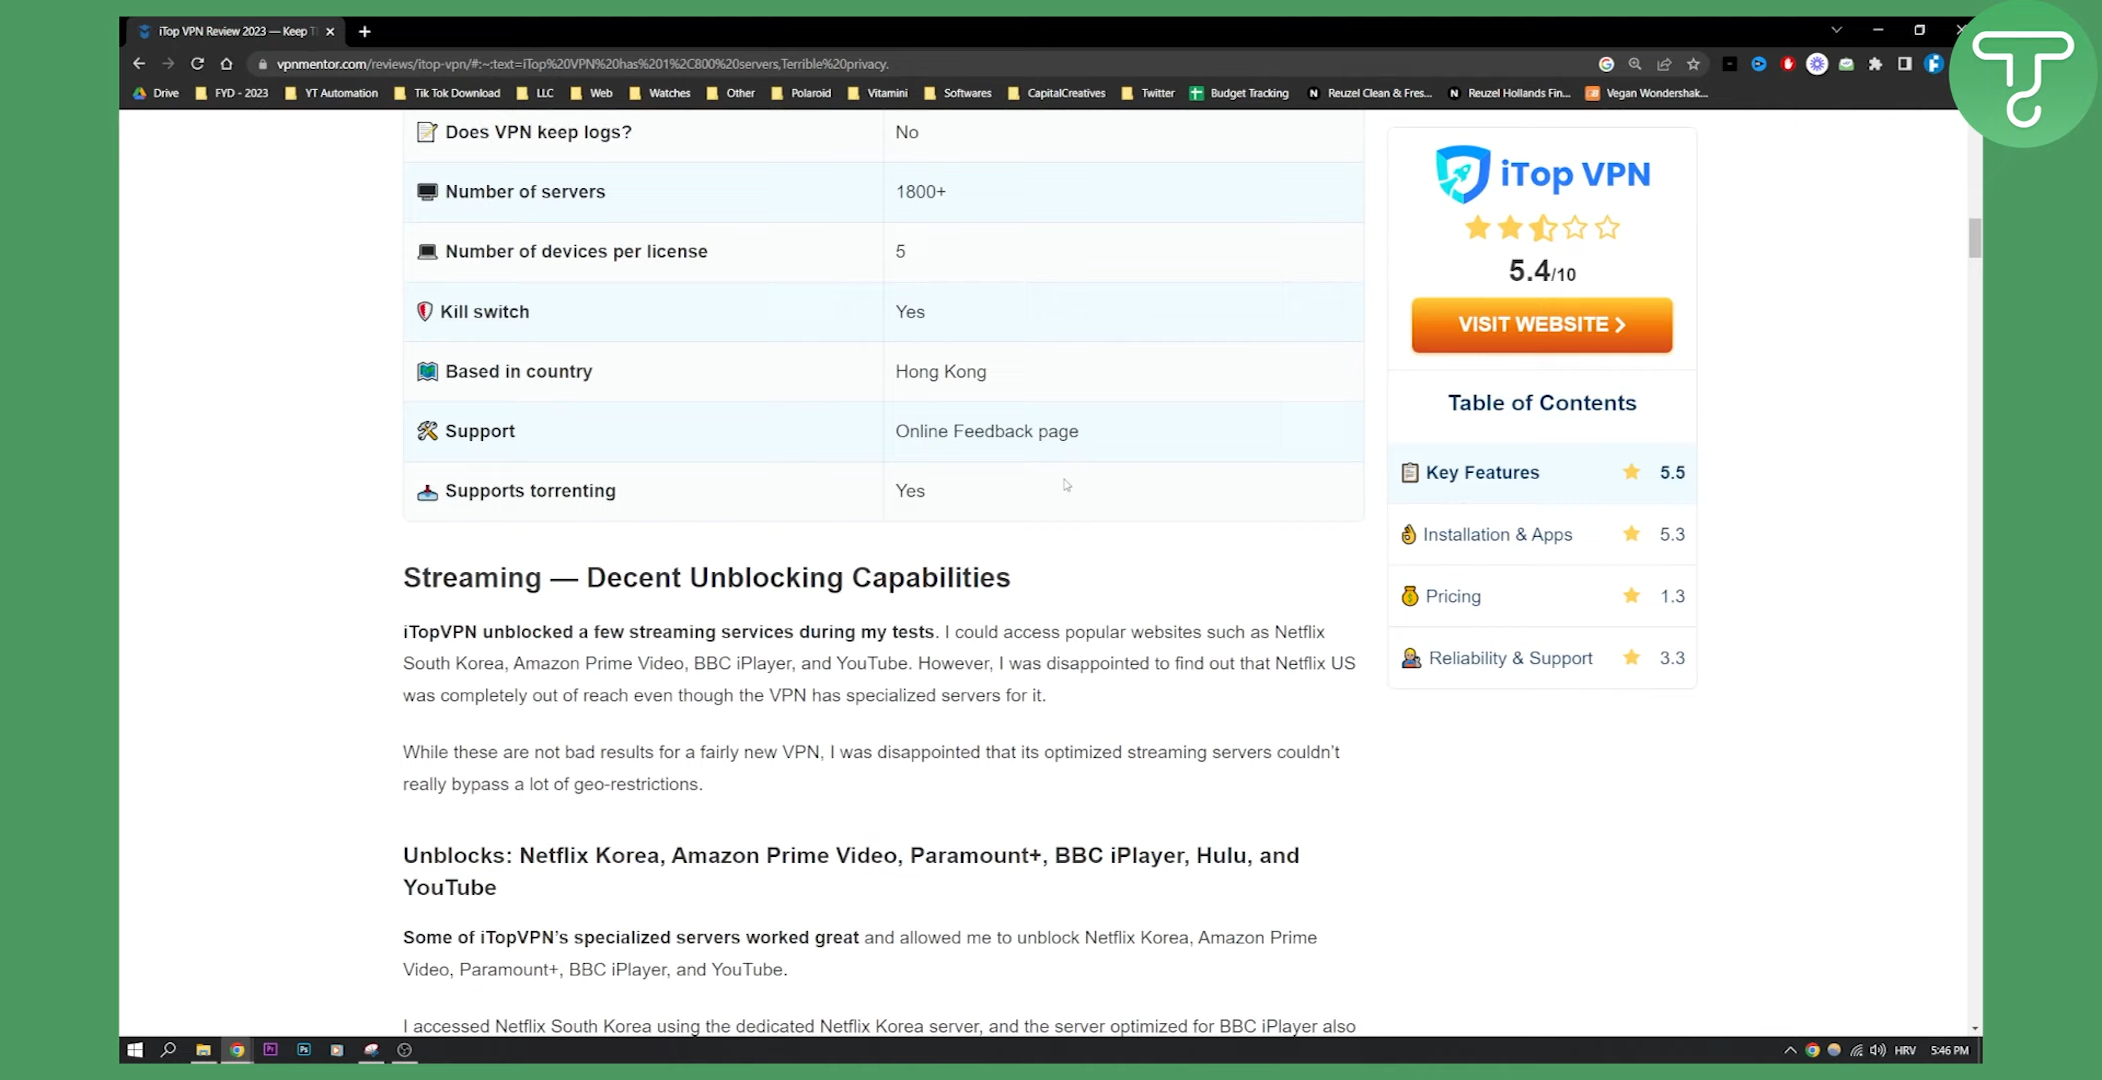 iTop VPN Review 2023 — Keep T
vpnmentor.com/reviews/itop-vpn/#:~:text=iTop%20VPN%20has%201%2C800%20servers,Terrible%20privacy.
Drive FYD - 2023 YT Automation Tik Tok Download LLC Web Watches Other Polaroid Vitamini Softwares CapitalCreatives Twitter Budget Tracking Reuzel Clean & Fres... Reuzel Hollands Fin... Vegan Wondershak...
Does VPN keep logs? No
Number of servers 1800+
Number of devices per license 5
Kill switch Yes
Based in country Hong Kong
Support Online Feedback page
Supports torrenting Yes
Streaming — Decent Unblocking Capabilities
iTopVPN unblocked a few streaming services during my tests. I could access popular websites such as Netflix
South Korea, Amazon Prime Video, BBC iPlayer, and YouTube. However, I was disappointed to find out that Netflix US
was completely out of reach even though the VPN has specialized servers for it.
While these are not bad results for a fairly new VPN, I was disappointed that its optimized streaming servers couldn’t
really bypass a lot of geo-restrictions.
Unblocks: Netflix Korea, Amazon Prime Video, Paramount+, BBC iPlayer, Hulu, and
YouTube
Some of iTopVPN’s specialized servers worked great and allowed me to unblock Netflix Korea, Amazon Prime
Video, Paramount+, BBC iPlayer, and YouTube.
I accessed Netflix South Korea using the dedicated Netflix Korea server, and the server optimized for BBC iPlayer also
iTop VPN
5.4/10
VISIT WEBSITE
Table of Contents
Key Features 5.5
Installation & Apps 5.3
Pricing 1.3
Reliability & Support 3.3
Pr Ps
HRV 5:46 PM